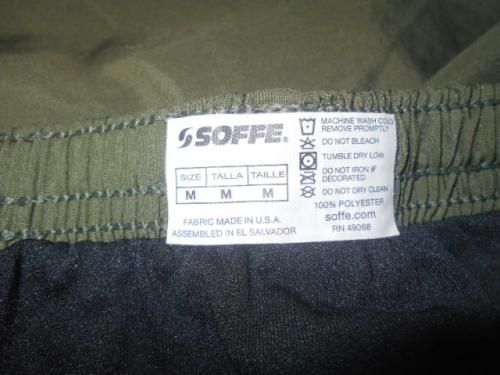 SOFFE®
SIZE TALLA TAILLE
M M M
FABRIC MADE IN U.S.A.
ASSEMBLED IN EL SALVADOR
MACHINE WASH COLD
REMOVE PROMPTLY
DO NOT BLEACH
TUMBLE DRY LOW
DO NOT IRON IF
DECORATED
DO NOT DRY CLEAN
100% POLYESTER
soffe.com
RN 49068